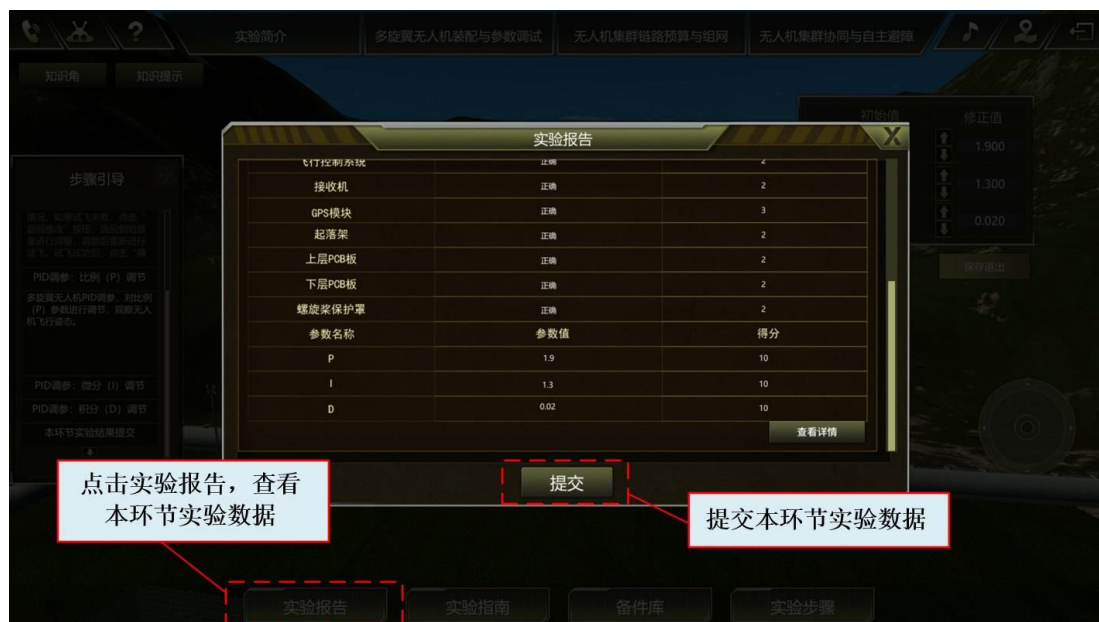 实验简介
多旋翼无人机装配与参数调试
无人机集群链路预算与组网
无人机集群协同与自主避障
知识角
知识提示
初始值
修正值
1.900
1.300
0.020
保存退出
步骤引导
PID调参：比例（P）调节
多旋翼无人机PID调参，对比例
（P）参数进行调节，观察无人
机飞行姿态。
PID调参：微分（I）调节
PID调参：积分（D）调节
本环节实验结果提交
实验报告
X
飞行控制系统 正确 2
接收机 正确 2
GPS模块 正确 3
起落架 正确 2
上层PCB板 正确 2
下层PCB板 正确 2
螺旋桨保护罩 正确 2
参数名称 参数值 得分
P 1.9 10
I 1.3 10
D 0.02 10
查看详情
提交
点击实验报告，查看
本环节实验数据
提交本环节实验数据
实验报告
实验指南
备件库
实验步骤